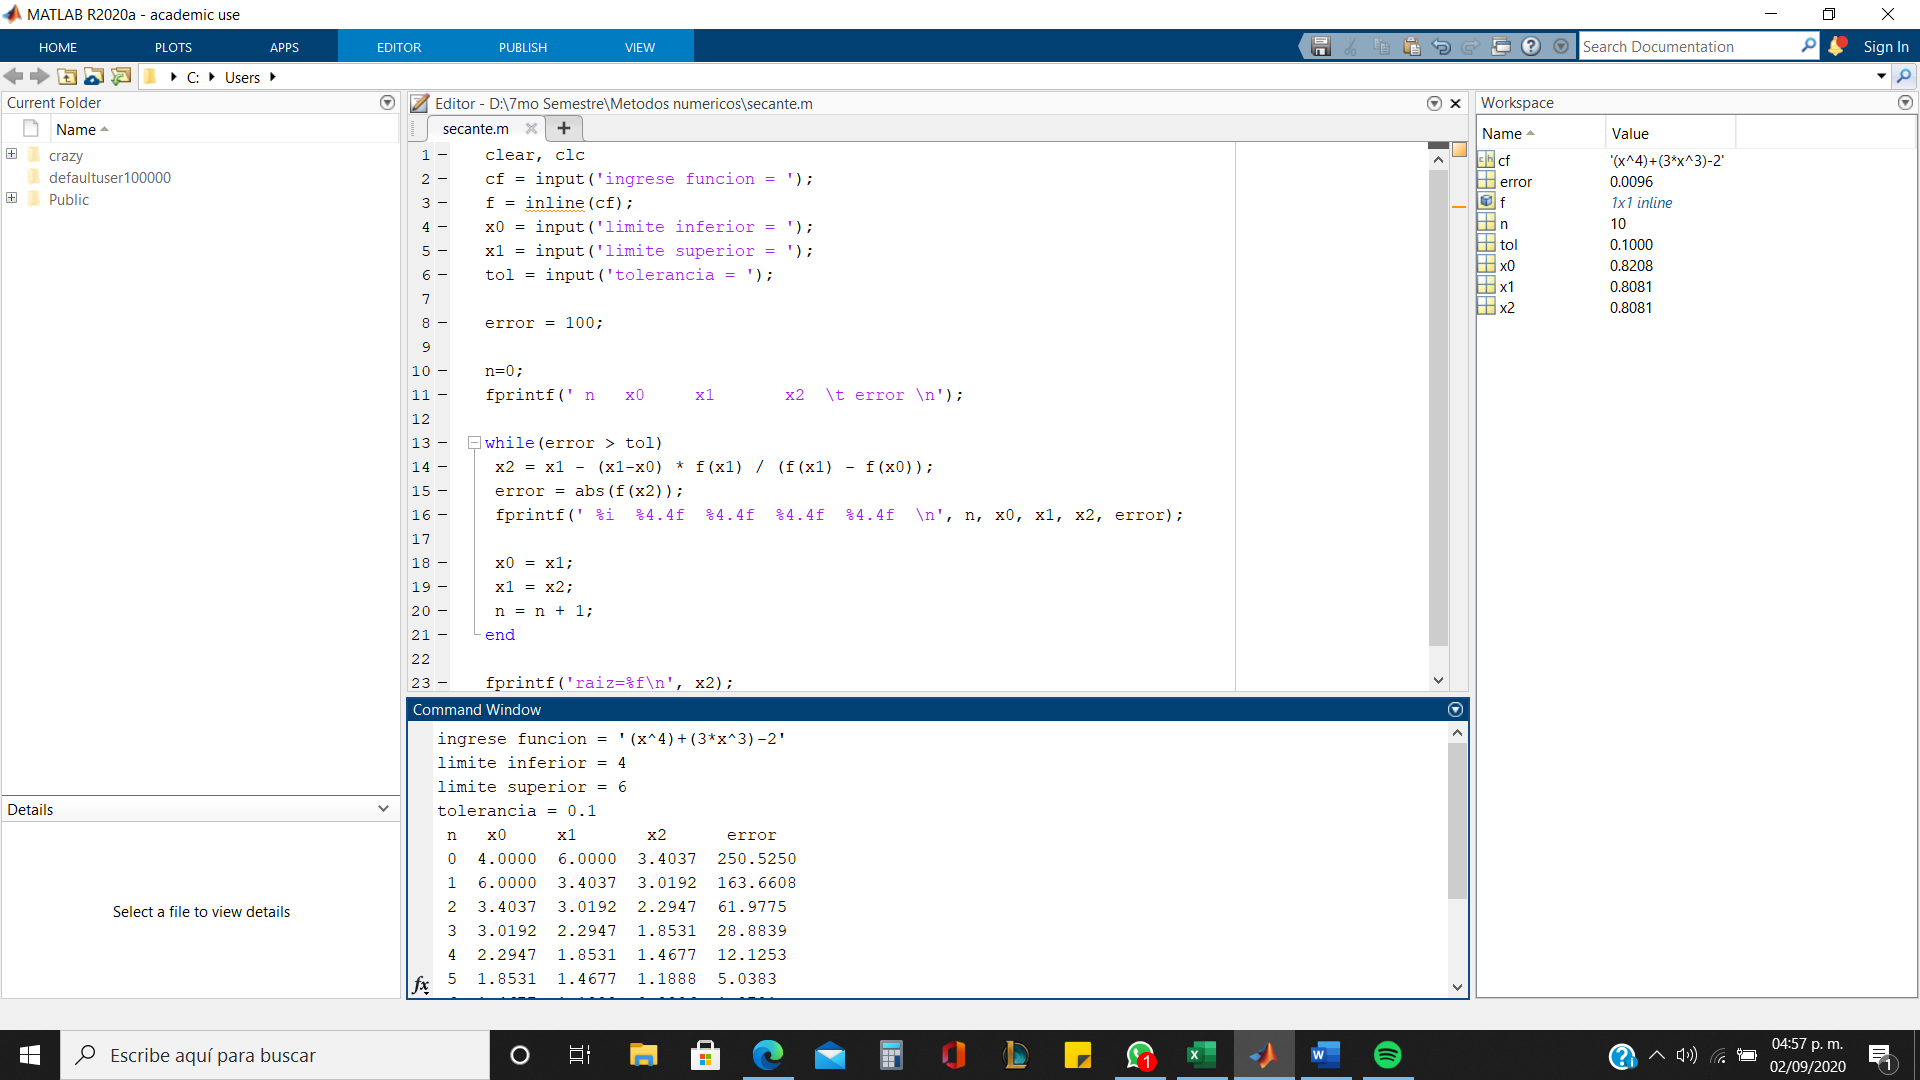 MATLAB R2020a - academic use
HOME PLOTS APPS EDITOR PUBLISH VIEW Search Documentation Sign In
C: Users
Current Folder
Name
crazy
defaultuser100000
Public
Details
Select a file to view details
Editor - D:\7mo Semestre\Metodos numericos\secante.m
secante.m
1 clear, clc
2 cf = input('ingrese funcion = ');
3 f = inline(cf);
4 x0 = input('limite inferior = ');
5 x1 = input('limite superior = ');
6 tol = input('tolerancia = ');
7
8 error = 100;
9
10 n=0;
11 fprintf(' n   x0     x1       x2  \t error \n');
12
13 while(error > tol)
14 x2 = x1 - (x1-x0) * f(x1) / (f(x1) - f(x0));
15 error = abs(f(x2));
16 fprintf(' %i  %4.4f  %4.4f  %4.4f  %4.4f  \n', n, x0, x1, x2, error);
17
18 x0 = x1;
19 x1 = x2;
20 n = n + 1;
21 end
22
23 fprintf('raiz=%f\n', x2);
Command Window
ingrese funcion = '(x^4)+(3*x^3)-2'
limite inferior = 4
limite superior = 6
tolerancia = 0.1
n x0 x1 x2 error
0 4.0000 6.0000 3.4037 250.5250
1 6.0000 3.4037 3.0192 163.6608
2 3.4037 3.0192 2.2947 61.9775
3 3.0192 2.2947 1.8531 28.8839
4 2.2947 1.8531 1.4677 12.1253
5 1.8531 1.4677 1.1888 5.0383
fx
Workspace
Name Value
cf '(x^4)+(3*x^3)-2'
error 0.0096
f 1x1 inline
n 10
tol 0.1000
x0 0.8208
x1 0.8081
x2 0.8081
Escribe aquí para buscar
1
04:57 p. m.
02/09/2020
1